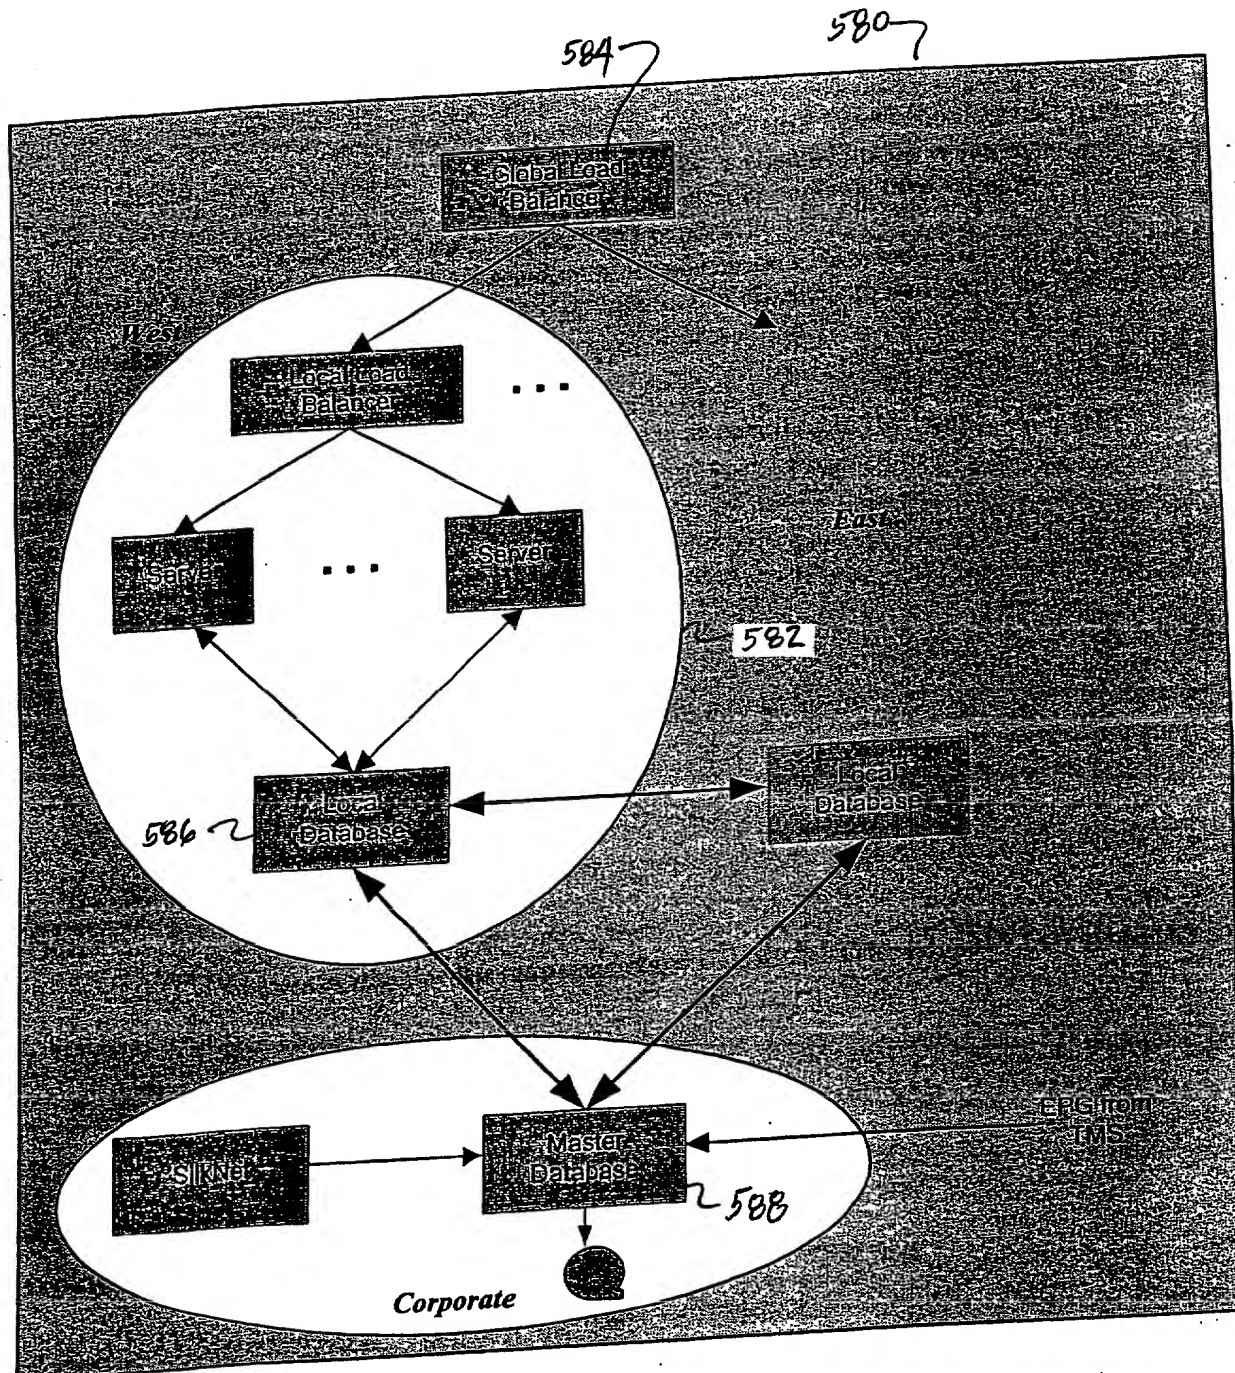 584
580
Global Load
Balancer
West
Local Load
Balancer
. . .
East
Server
. . .
Server
582
Local
Database
Local
Database
586
EPG from
TMS
SilkNet
Master
Database
588
Corporate